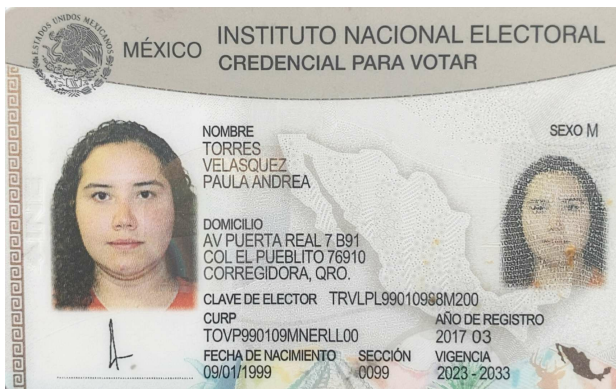 ESTADOS UNIDOS MEXICANOS
MÉXICO
INSTITUTO NACIONAL ELECTORAL
CREDENCIAL PARA VOTAR
NOMBRE
TORRES
VELASQUEZ
PAULA ANDREA
SEXO M
DOMICILIO
AV PUERTA REAL 7 B91
COL EL PUEBLITO 76910
CORREGIDORA, QRO.
CLAVE DE ELECTOR TRVLPL99010988M200
CURP
TOVP990109MNERLL00
AÑO DE REGISTRO
2017 03
FECHA DE NACIMIENTO
09/01/1999
SECCIÓN
0099
VIGENCIA
2023 - 2033